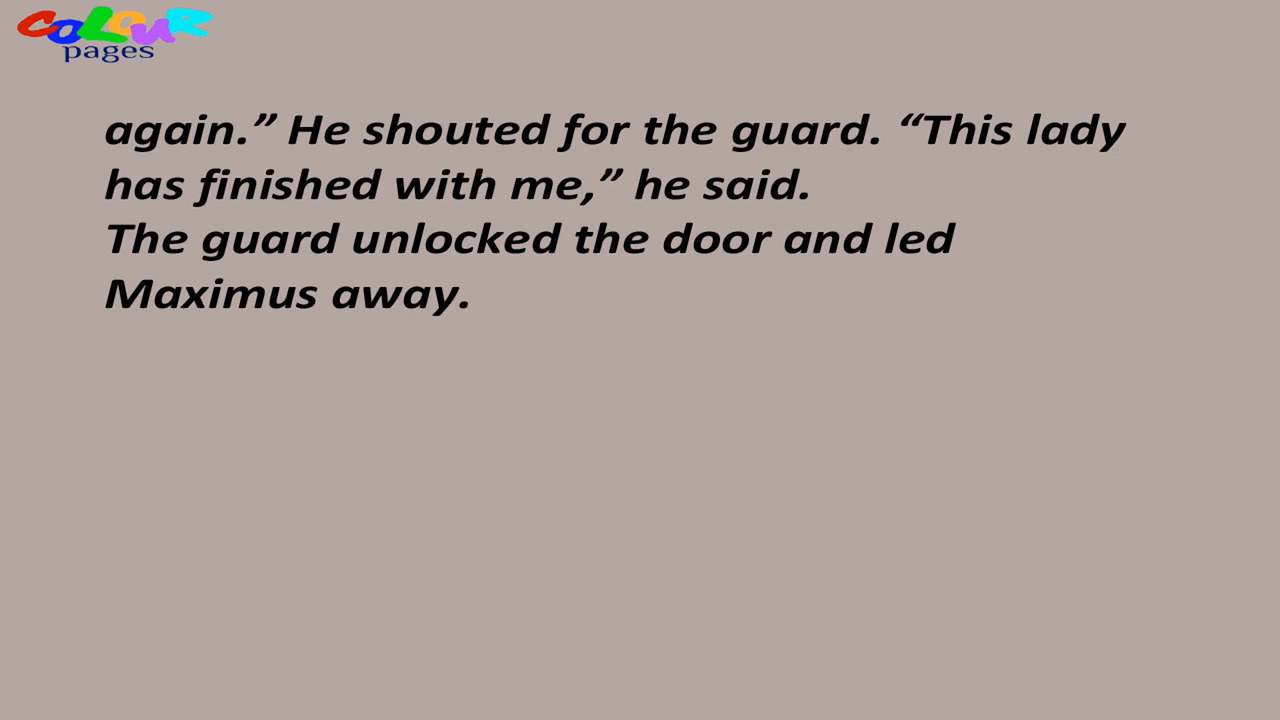 COLOUR
pages
again.” He shouted for the guard. “This lady
has finished with me,” he said.
The guard unlocked the door and led
Maximus away.